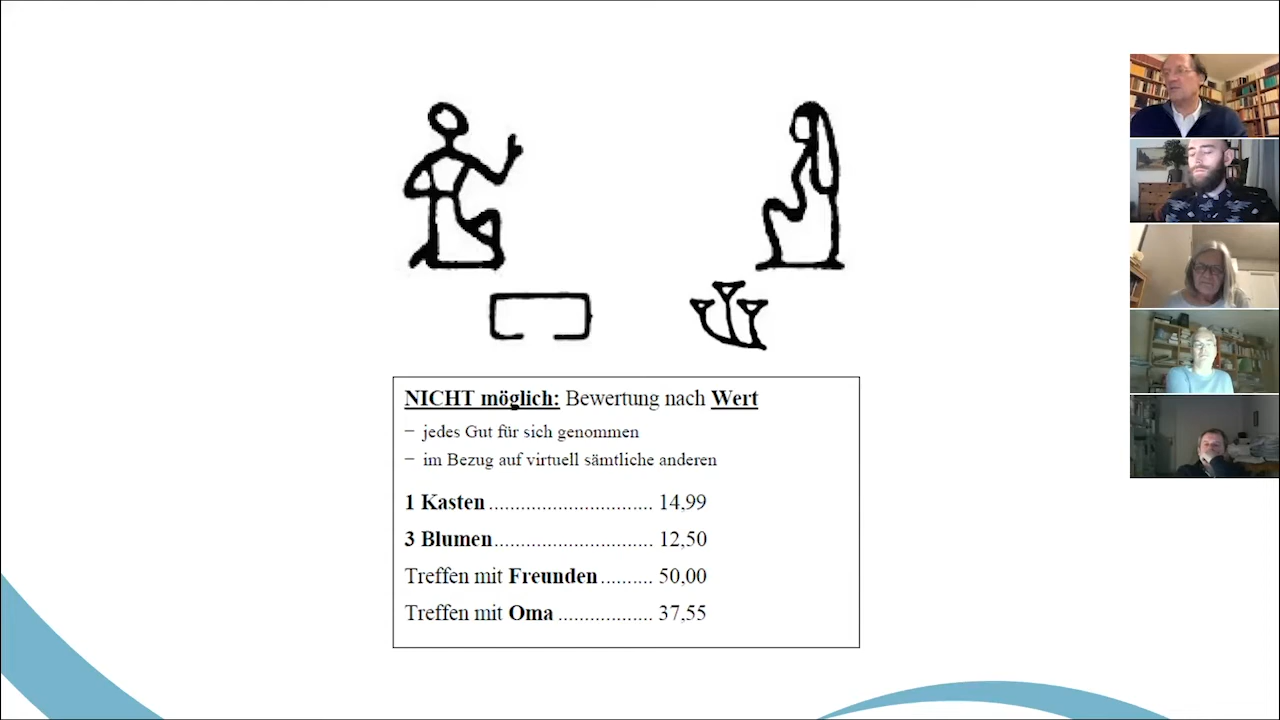 NICHT möglich: Bewertung nach Wert
− jedes Gut für sich genommen
− im Bezug auf virtuell sämtliche anderen
1 Kasten .............................. 14,99
3 Blumen............................. 12,50
Treffen mit Freunden.......... 50,00
Treffen mit Oma .................. 37,55